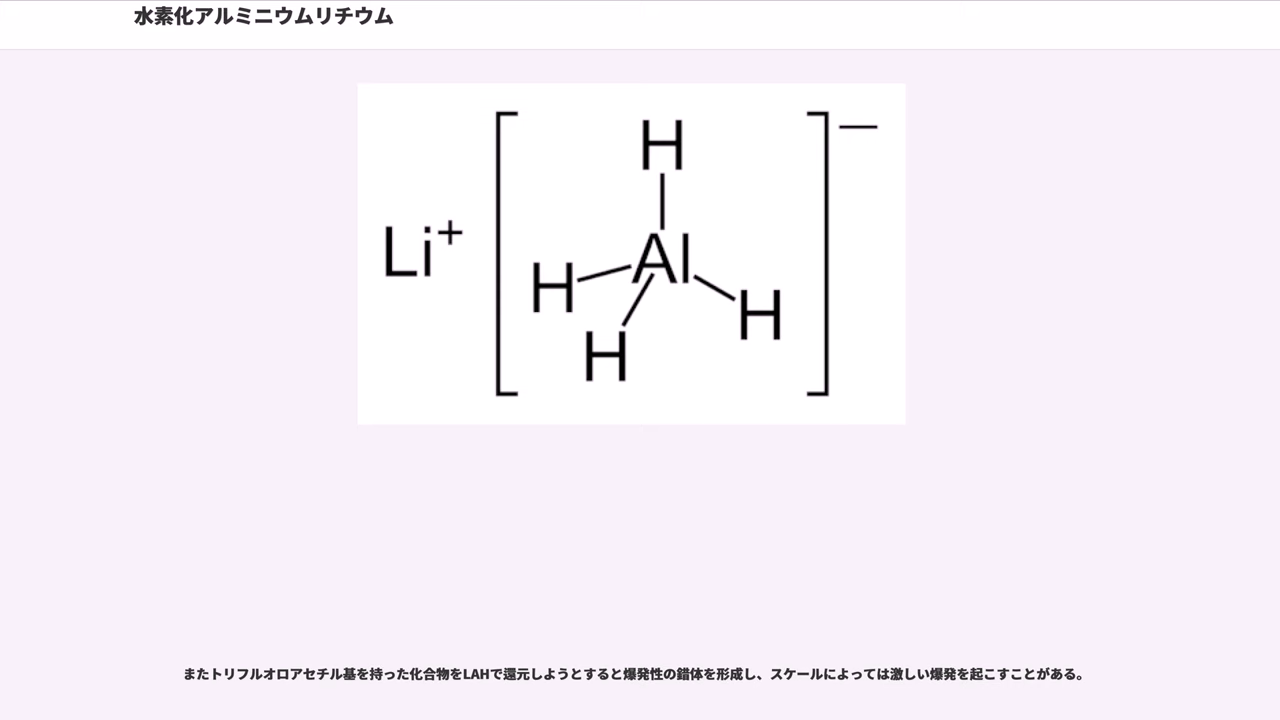 水素化アルミニウムリチウム
H
Li+
Al
H
H
H
またトリフルオロアセチル基を持った化合物をLAHで還元しようとすると爆発性の錯体を形成し、スケールによっては激しい爆発を起こすことがある。